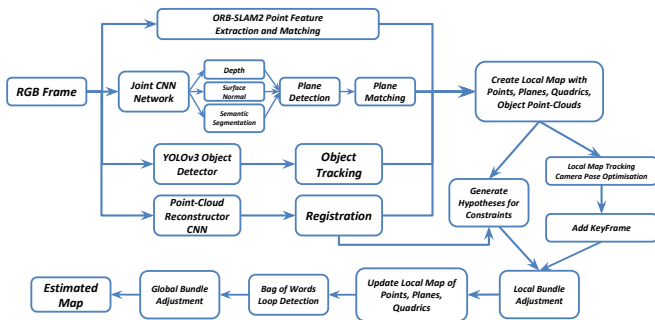 ORB-SLAM2 Point Feature
Extraction and Matching
RGB Frame
Joint CNN
Network
Depth
Surface
Normal
Semantic
Segmentation
Plane
Detection
Plane
Matching
Create Local Map with
Points, Planes, Quadrics,
Object Point-Clouds
YOLOv3 Object
Detector
Object
Tracking
Point-Cloud
Reconstructor
CNN
Registration
Generate
Hypotheses for
Constraints
Local Map Tracking
Camera Pose Optimisation
Add KeyFrame
Estimated
Map
Global Bundle
Adjustment
Bag of Words
Loop Detection
Update Local Map of
Points, Planes,
Quadrics
Local Bundle
Adjustment